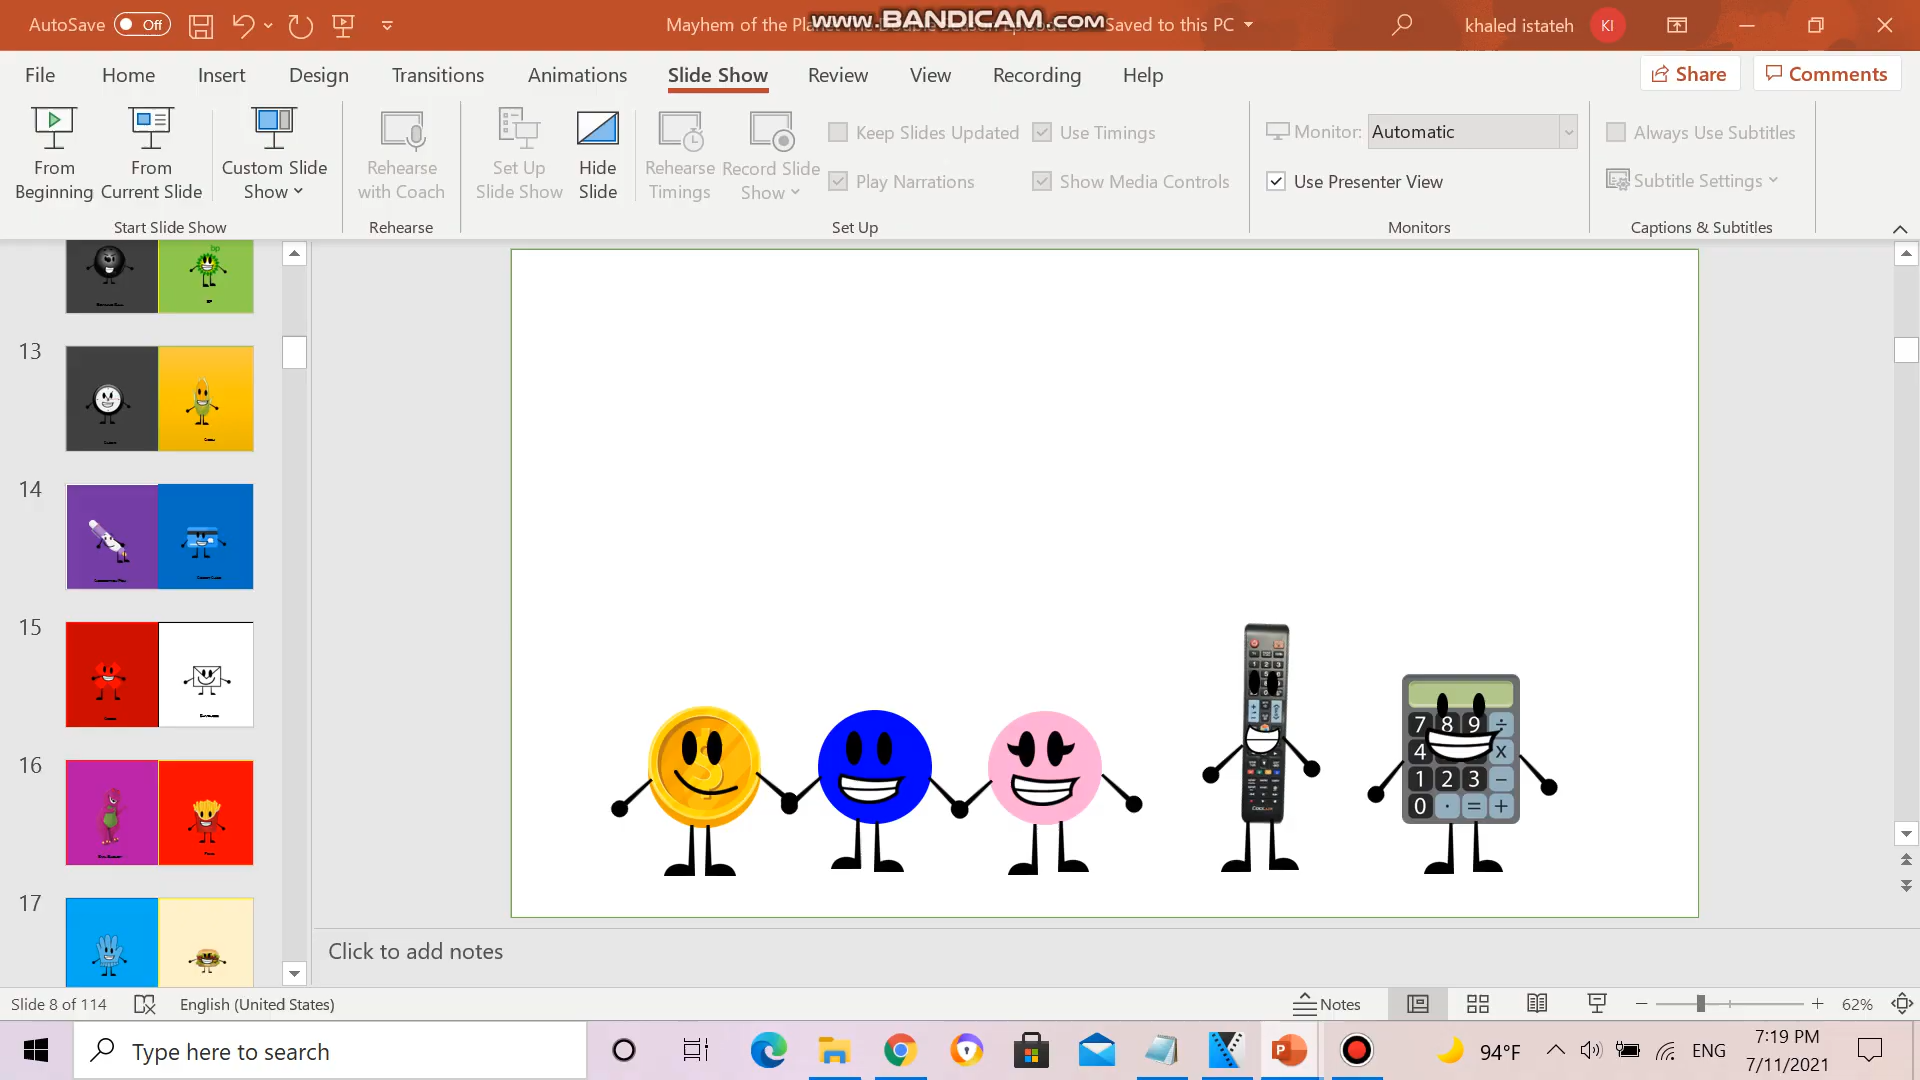 AutoSave Off
Mayhem of the Planet The Double Season Episode
Saved to this PC
www.BANDICAM.com
khaled istateh KI
File Home Insert Design Transitions Animations Slide Show Review View Recording Help
Share Comments
From Beginning
From Current Slide
Custom Slide Show
Start Slide Show
Rehearse with Coach
Rehearse
Set Up Slide Show
Hide Slide
Rehearse Timings
Record Slide Show
Keep Slides Updated
Use Timings
Play Narrations
Show Media Controls
Set Up
Monitor: Automatic
Use Presenter View
Monitors
Always Use Subtitles
Subtitle Settings
Captions & Subtitles
bp
13
14
15
16
17
7 8 9 ÷
4 X
1 2 3 −
0 · = +
Click to add notes
Slide 8 of 114
English (United States)
Notes
62%
Type here to search
94°F
ENG
7:19 PM
7/11/2021